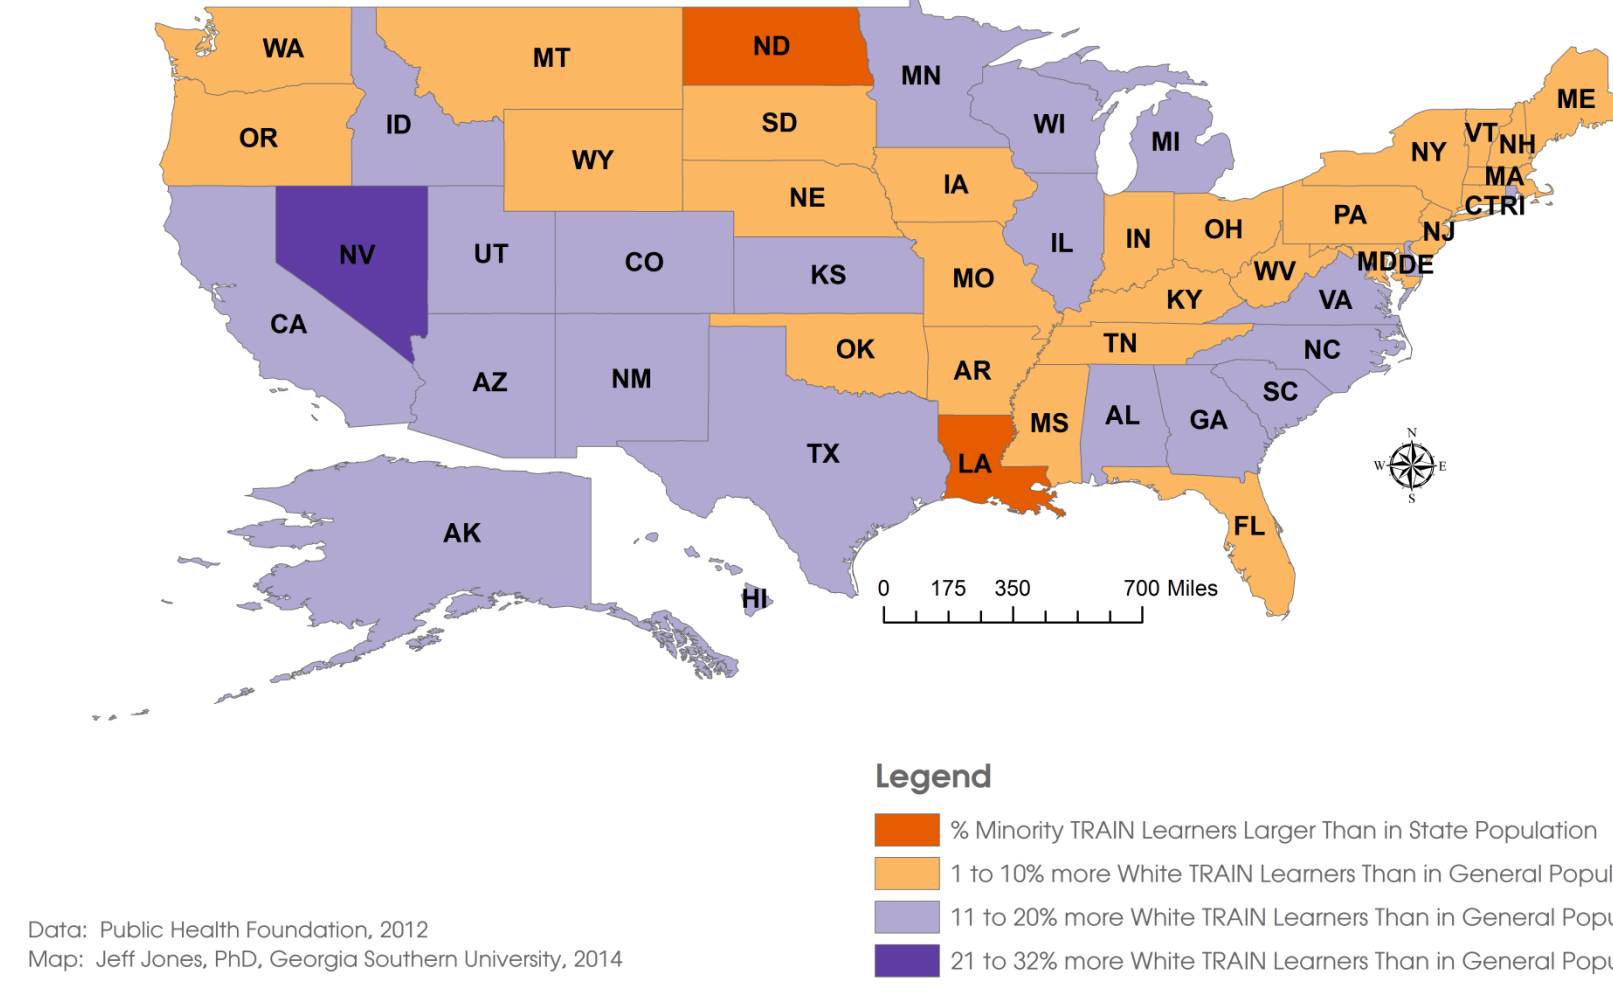 WA
MT
ND
MN
ME
OR
ID
SD
WI
MI
VT
NH
NY
WY
IA
MA
NE
CT
RI
PA
NV
UT
CO
KS
MO
IL
IN
OH
NJ
WV
MD
DE
KY
VA
CA
AZ
NM
OK
AR
TN
NC
SC
MS
AL
GA
TX
LA
FL
N
W
E
S
AK
HI
0 175 350 700 Miles
Legend
% Minority TRAIN Learners Larger Than in State Population
1 to 10% more White TRAIN Learners Than in General Popul
11 to 20% more White TRAIN Learners Than in General Popu
21 to 32% more White TRAIN Learners Than in General Popu
Data: Public Health Foundation, 2012
Map: Jeff Jones, PhD, Georgia Southern University, 2014